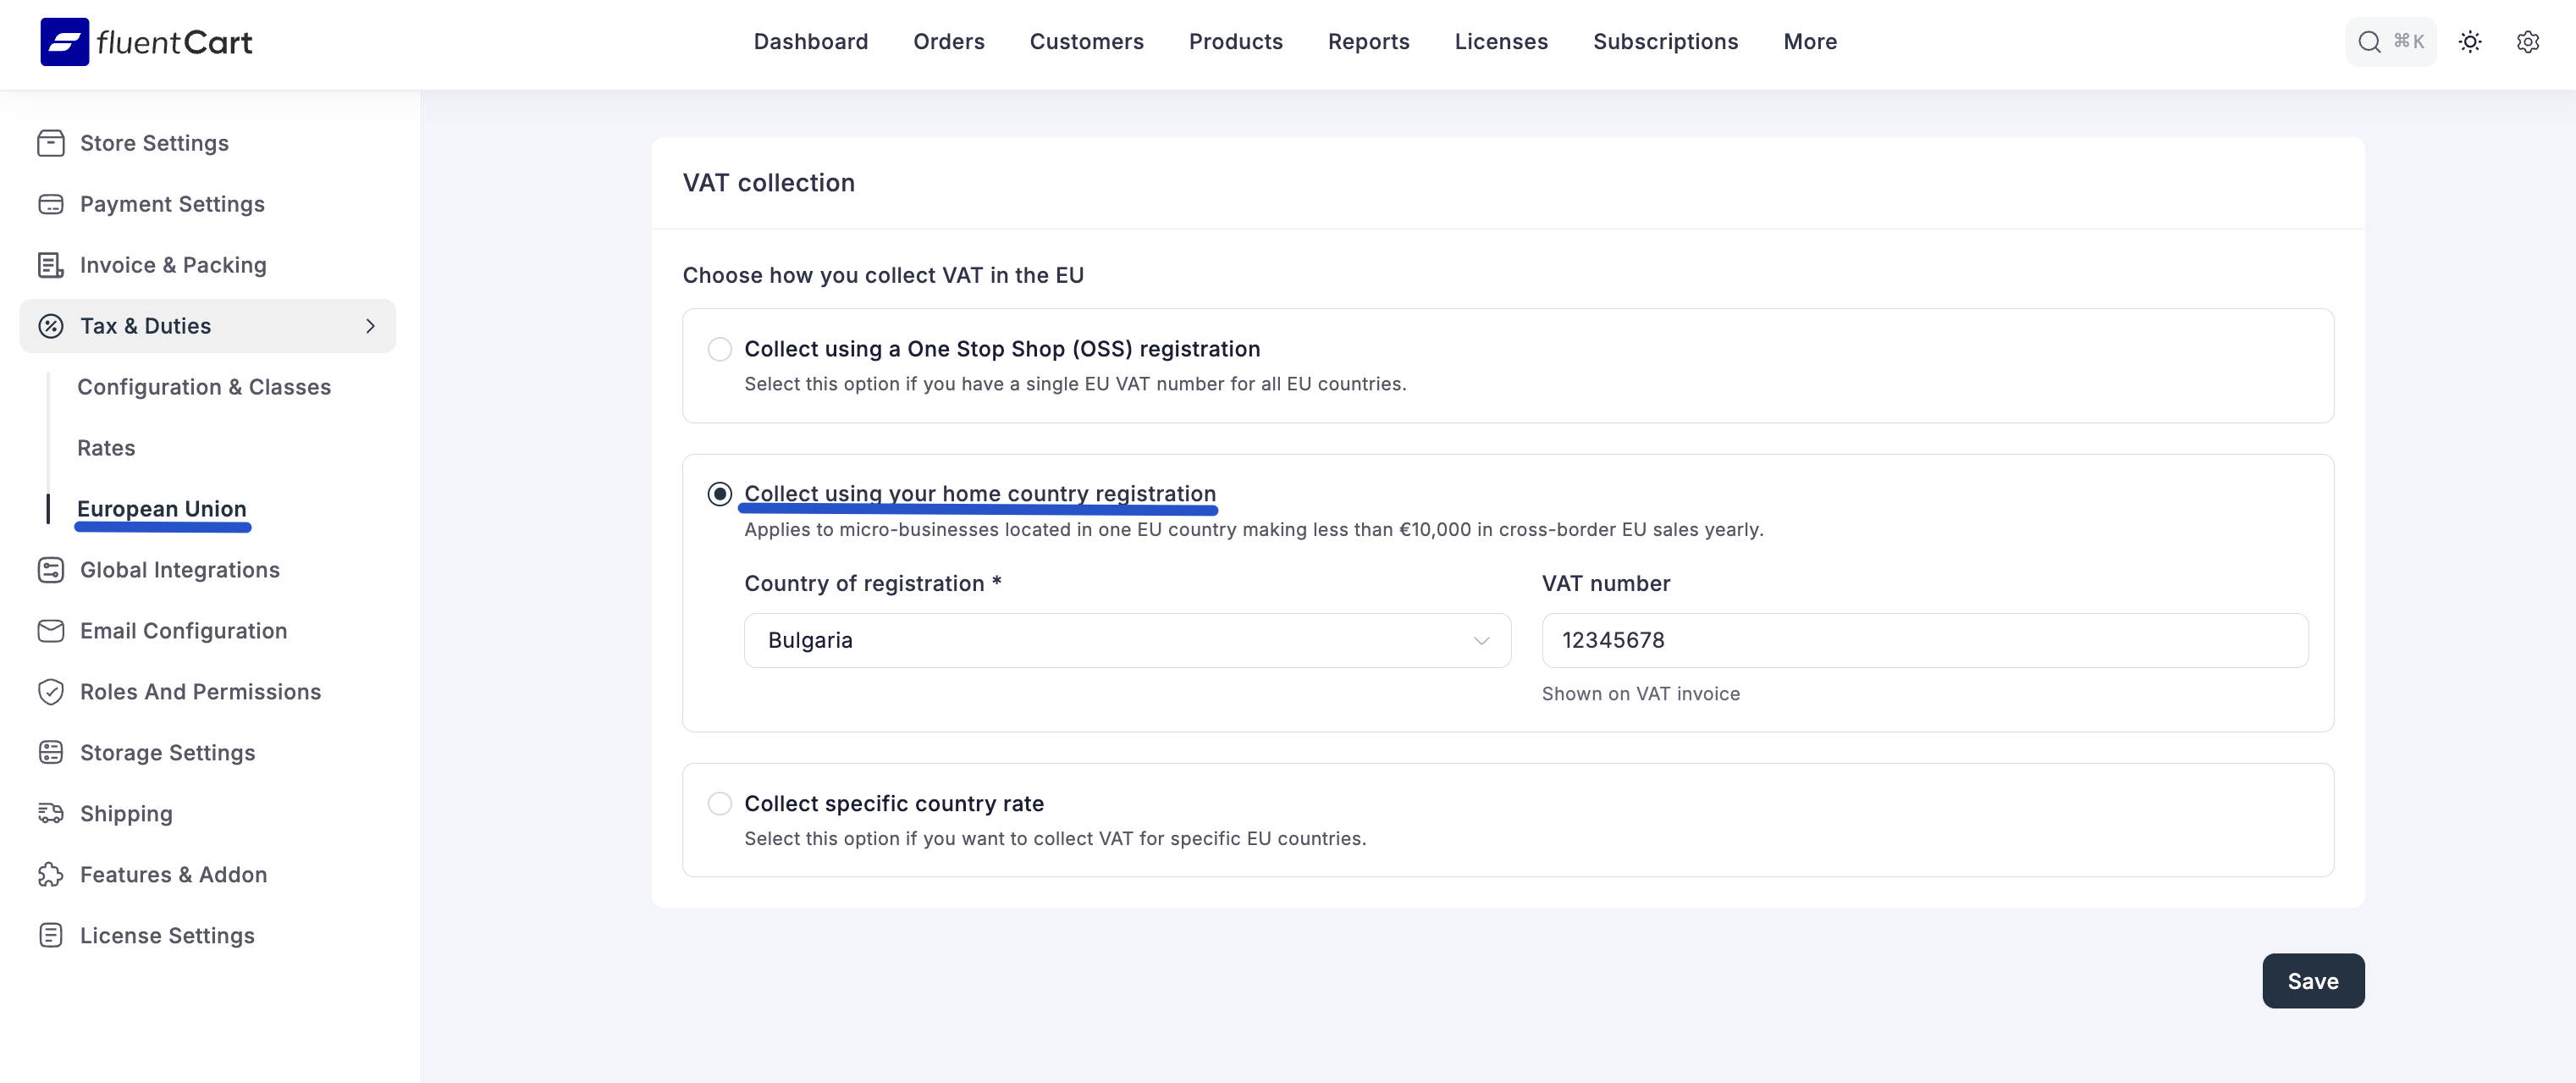 fluentCart
Dashboard Orders Customers Products Reports Licenses Subscriptions More
⌘K
Store Settings
Payment Settings
Invoice & Packing
Tax & Duties
Configuration & Classes
Rates
European Union
Global Integrations
Email Configuration
Roles And Permissions
Storage Settings
Shipping
Features & Addon
License Settings
VAT collection
Choose how you collect VAT in the EU
Collect using a One Stop Shop (OSS) registration
Select this option if you have a single EU VAT number for all EU countries.
Collect using your home country registration
Applies to micro-businesses located in one EU country making less than €10,000 in cross-border EU sales yearly.
Country of registration * VAT number
Bulgaria 12345678
Shown on VAT invoice
Collect specific country rate
Select this option if you want to collect VAT for specific EU countries.
Save